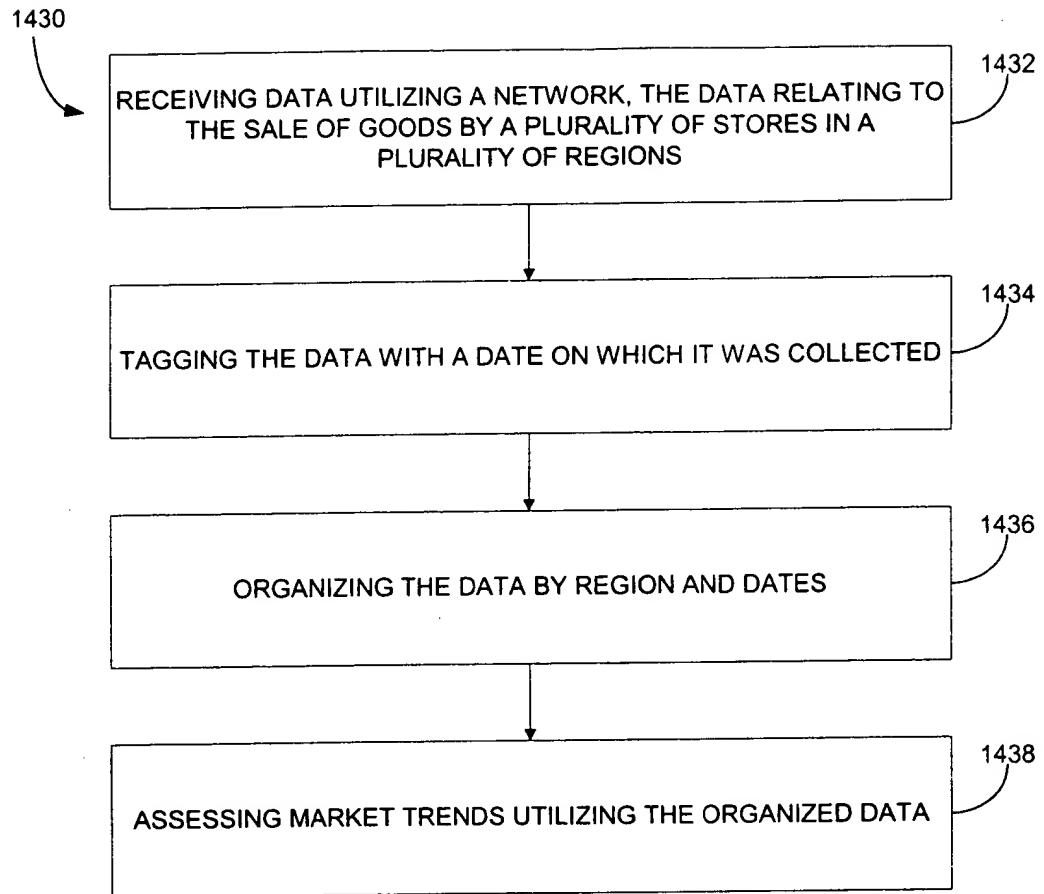 1430
1432
RECEIVING DATA UTILIZING A NETWORK, THE DATA RELATING TO
THE SALE OF GOODS BY A PLURALITY OF STORES IN A
PLURALITY OF REGIONS
1434
TAGGING THE DATA WITH A DATE ON WHICH IT WAS COLLECTED
1436
ORGANIZING THE DATA BY REGION AND DATES
1438
ASSESSING MARKET TRENDS UTILIZING THE ORGANIZED DATA